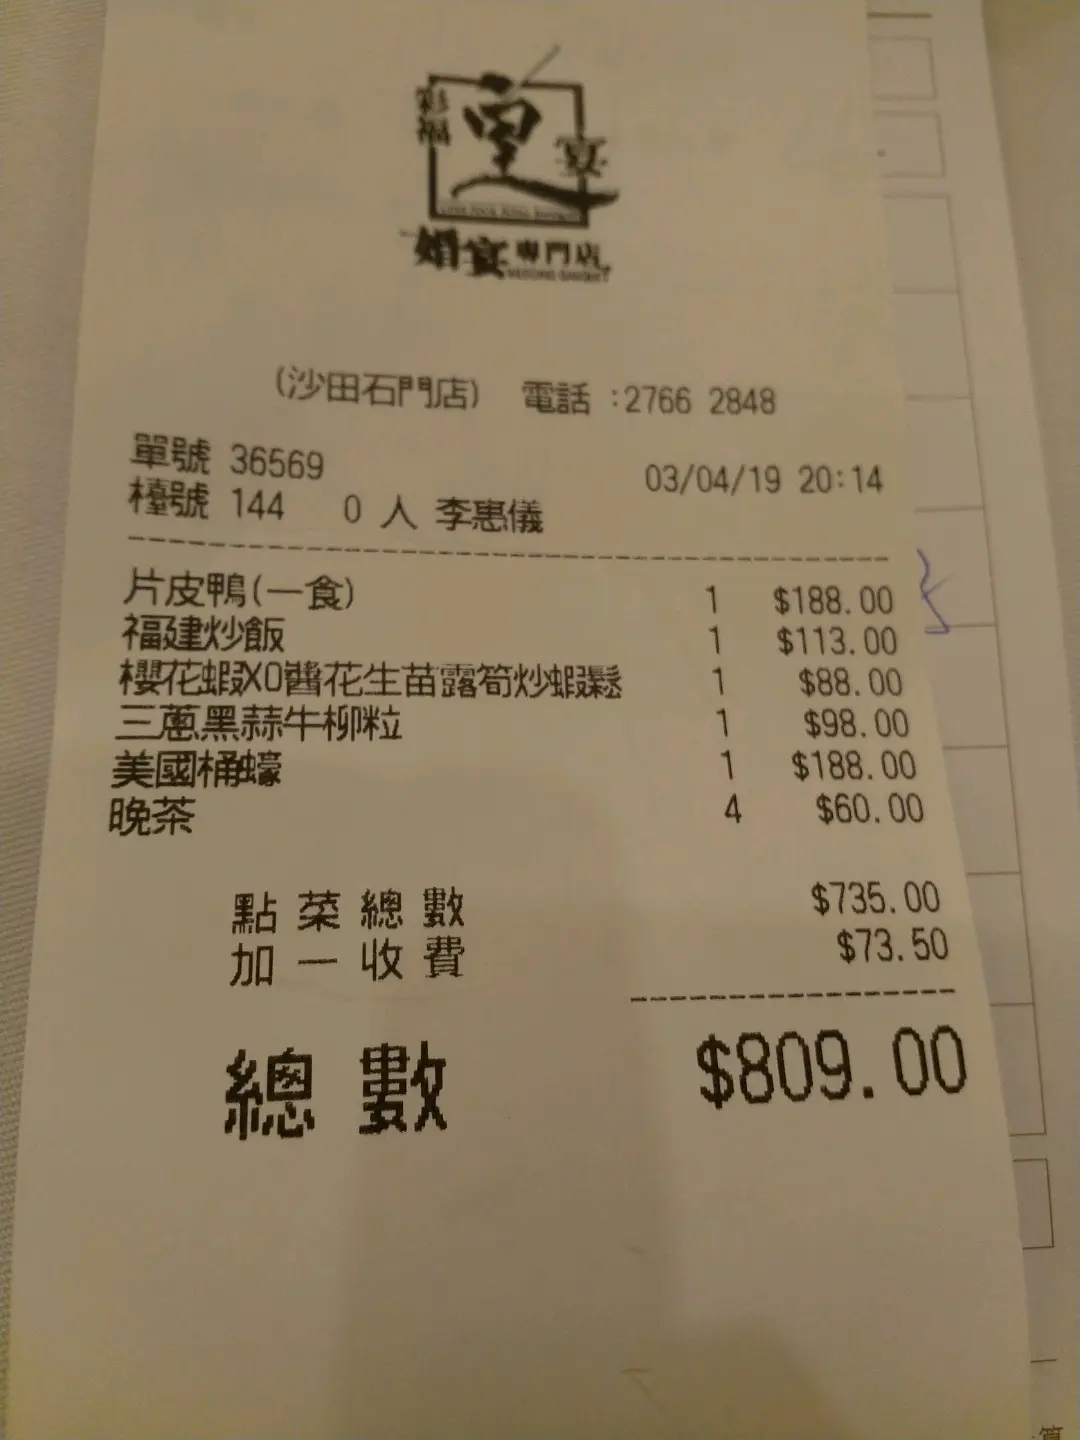 彩福
皇宴
婚宴專門店
WEDDING BANQUET
(沙田石門店) 電話 :2766 2848
單號 36569 03/04/19 20:14
檯號 144 0 人 李惠儀
片皮鴨(一食) 1 $188.00
福建炒飯 1 $113.00
櫻花蝦XO醬花生苗露筍炒蝦鬆 1 $88.00
三蔥黑蒜牛柳粒 1 $98.00
美國桶蠔 1 $188.00
晚茶 4 $60.00
點菜總數 $735.00
加一收費 $73.50
總數 $809.00